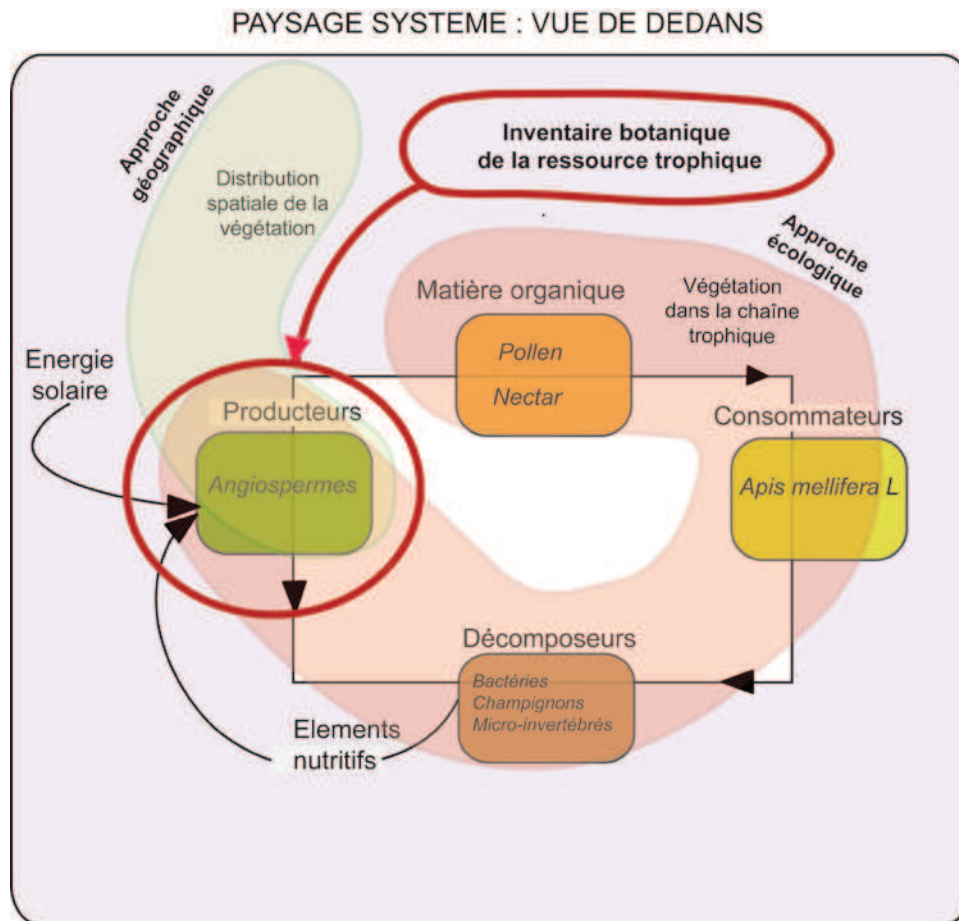 PAYSAGE SYSTEME : VUE DE DEDANS
Approche
géographique
Inventaire botanique
de la ressource trophique
Distribution
spatiale de la
végétation
Approche
écologique
Matière organique
Végétation
dans la chaîne
trophique
Pollen
Nectar
Energie
solaire
Producteurs
Angiospermes
Consommateurs
Apis mellifera L
Décomposeurs
Bactéries
Champignons
Micro-invertébrés
Elements
nutritifs